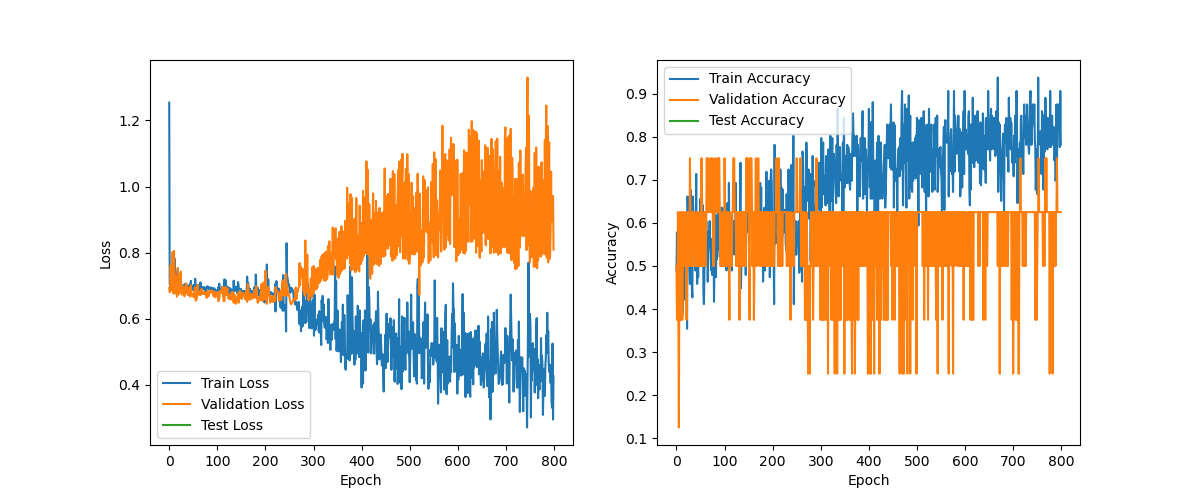 1.2
1.0
0.8
0.6
0.4
Loss
Train Loss
Validation Loss
Test Loss
0 100 200 300 400 500 600 700 800
Epoch
0.9
0.8
0.7
0.6
0.5
0.4
0.3
0.2
0.1
Accuracy
Train Accuracy
Validation Accuracy
Test Accuracy
0 100 200 300 400 500 600 700 800
Epoch